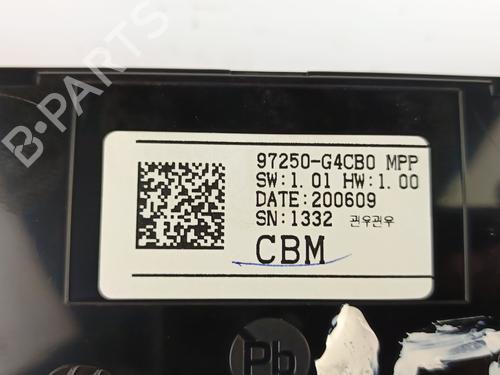 97250-G4CB0 MPP
SW:1.01 HW:1.00
DATE:200609
SN:1332 권우권우
CBM
Pb
B-PARTS